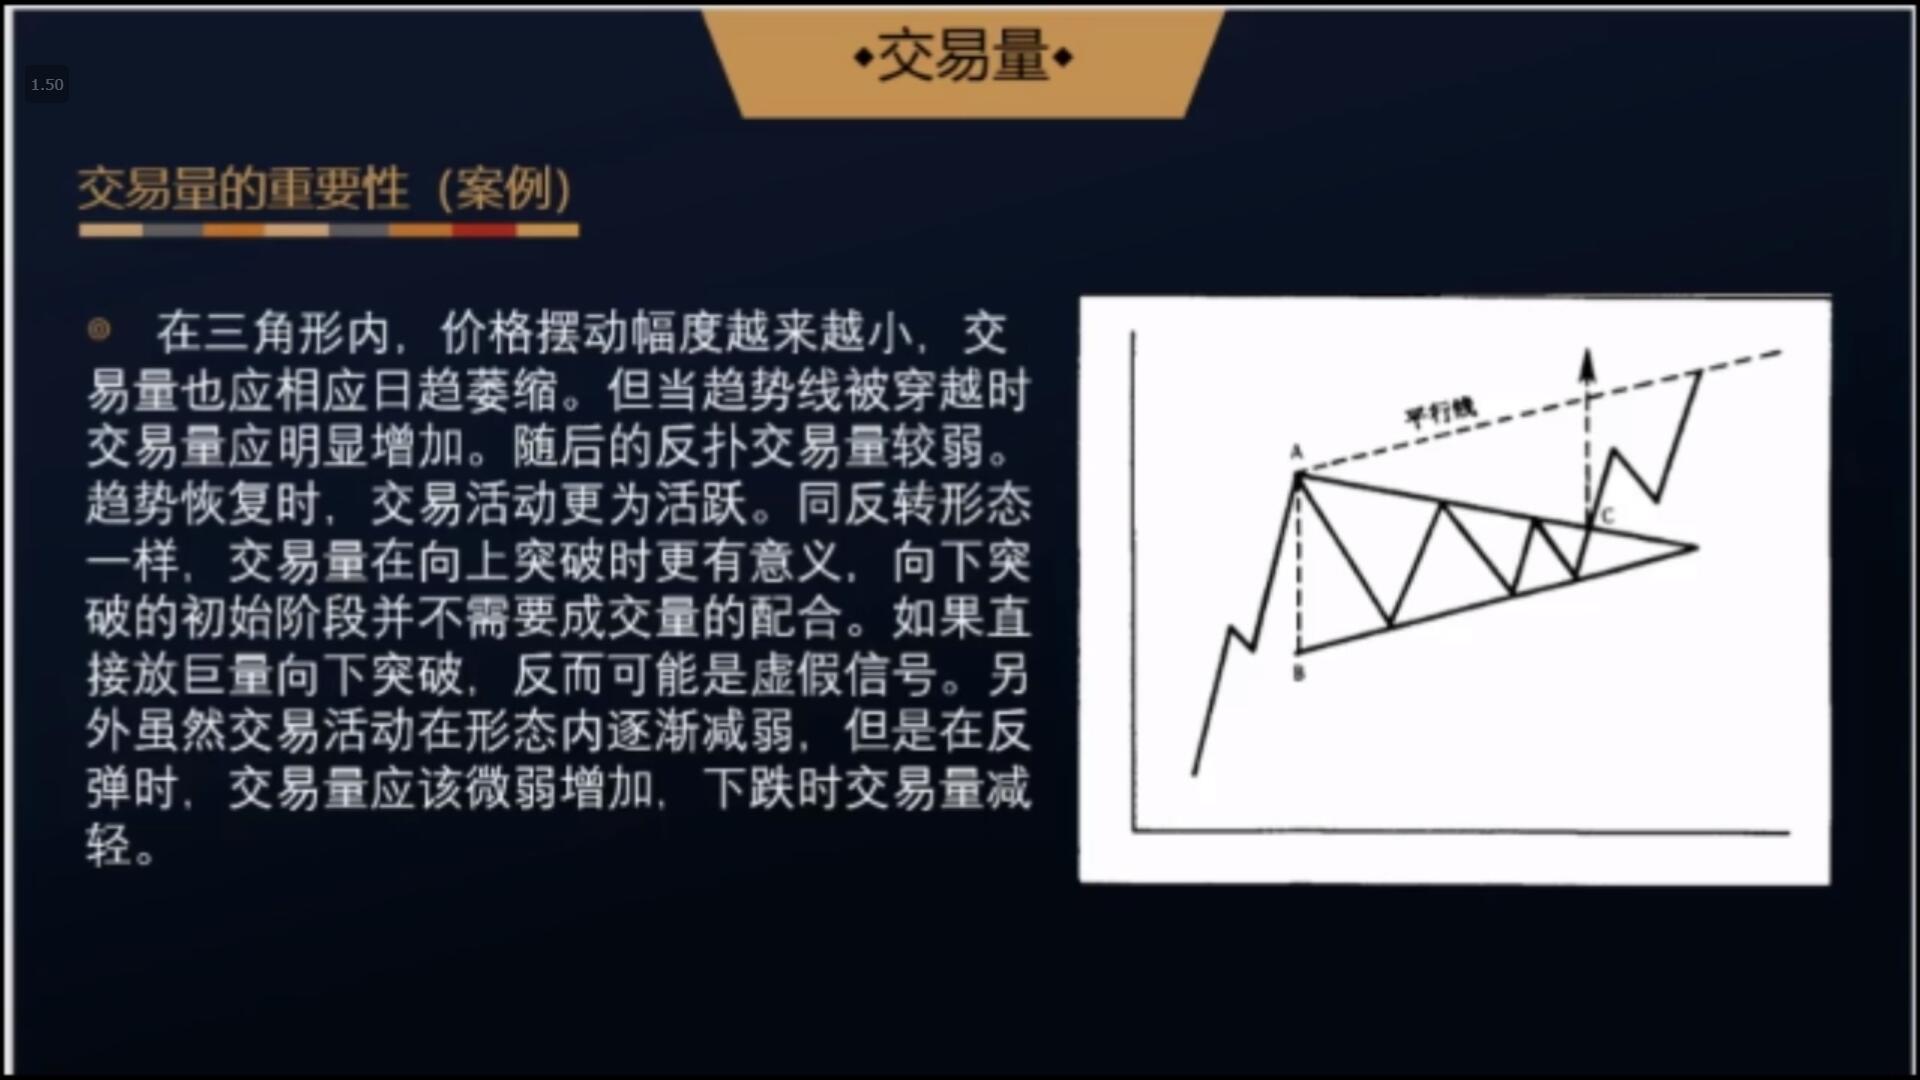 ◆交易量◆
1.50
交易量的重要性（案例）
在三角形内，价格摆动幅度越来越小，交
易量也应相应日趋萎缩。但当趋势线被穿越时
交易量应明显增加。随后的反扑交易量较弱。
趋势恢复时，交易活动更为活跃。同反转形态
一样，交易量在向上突破时更有意义，向下突
破的初始阶段并不需要成交量的配合。如果直
接放巨量向下突破，反而可能是虚假信号。另
外虽然交易活动在形态内逐渐减弱，但是在反
弹时，交易量应该微弱增加，下跌时交易量减
轻。
平行线
A
C
B